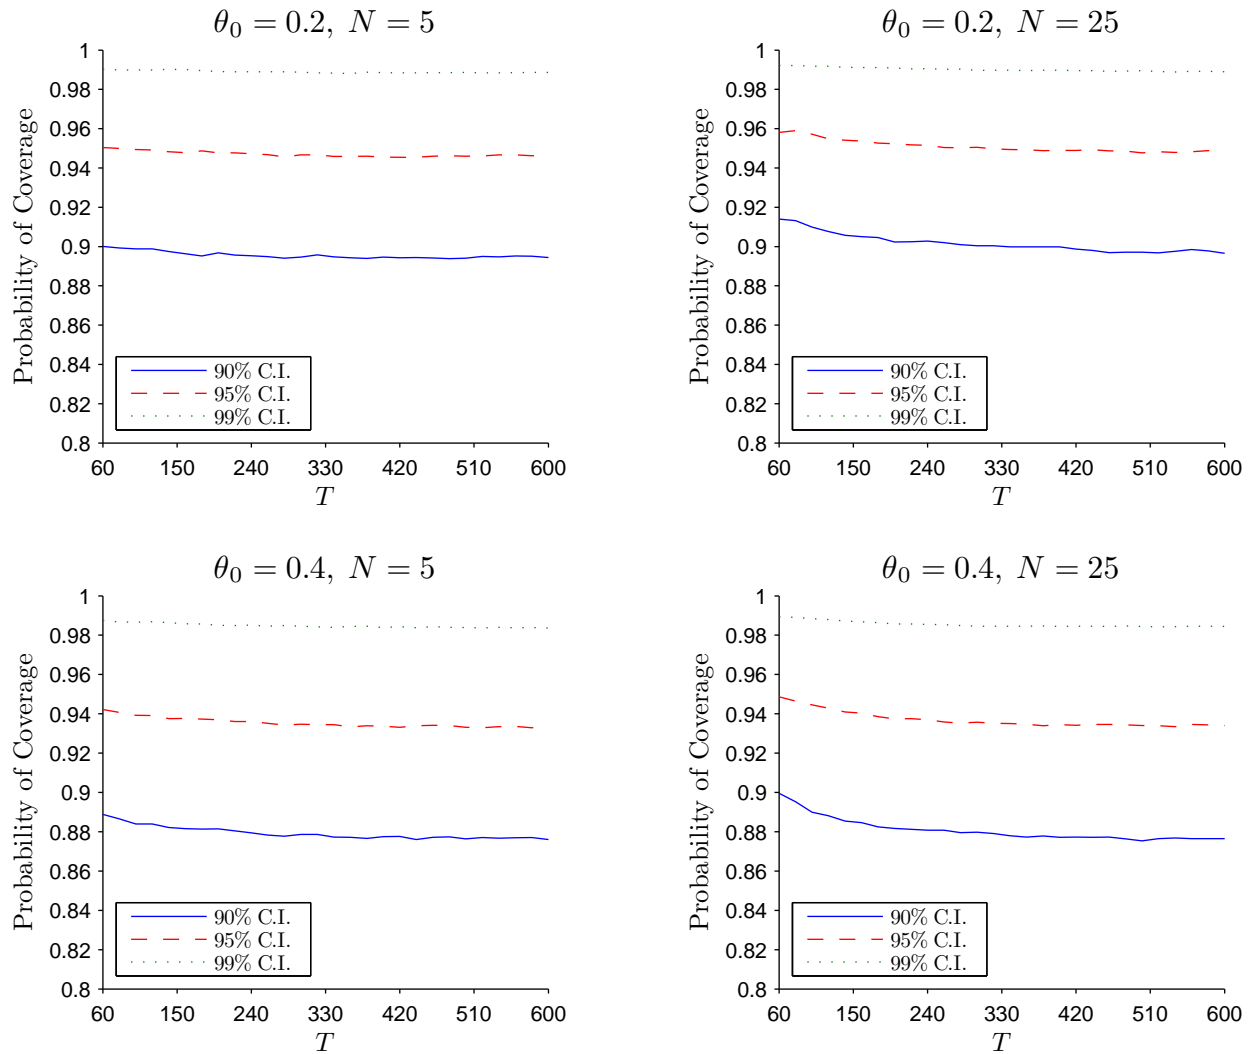 θ₀ = 0.2, N = 5
Probability of Coverage
1
0.98
0.96
0.94
0.92
0.9
0.88
0.86
0.84
0.82
0.8
90% C.I.
95% C.I.
99% C.I.
60 150 240 330 420 510 600
T
θ₀ = 0.2, N = 25
Probability of Coverage
1
0.98
0.96
0.94
0.92
0.9
0.88
0.86
0.84
0.82
0.8
90% C.I.
95% C.I.
99% C.I.
60 150 240 330 420 510 600
T
θ₀ = 0.4, N = 5
Probability of Coverage
1
0.98
0.96
0.94
0.92
0.9
0.88
0.86
0.84
0.82
0.8
90% C.I.
95% C.I.
99% C.I.
60 150 240 330 420 510 600
T
θ₀ = 0.4, N = 25
Probability of Coverage
1
0.98
0.96
0.94
0.92
0.9
0.88
0.86
0.84
0.82
0.8
90% C.I.
95% C.I.
99% C.I.
60 150 240 330 420 510 600
T